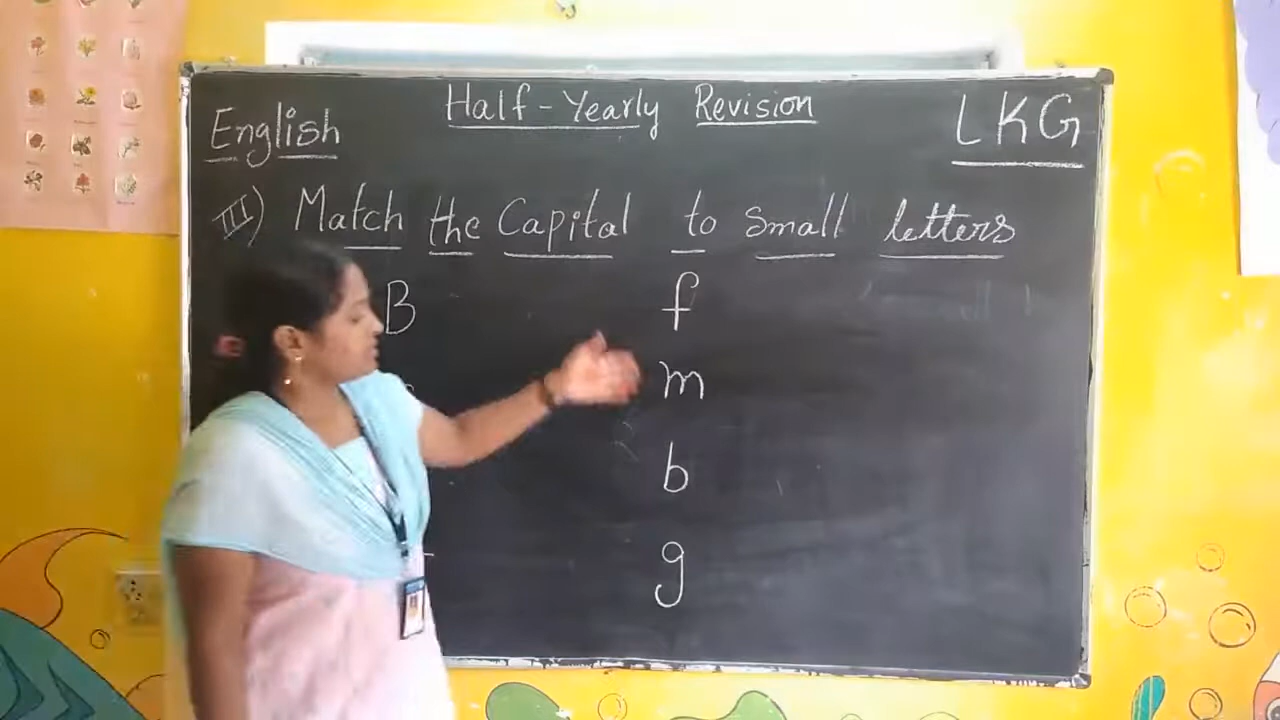 English Half-Yearly Revision LKG
III) Match the Capital to small letters
B f
m
b
g